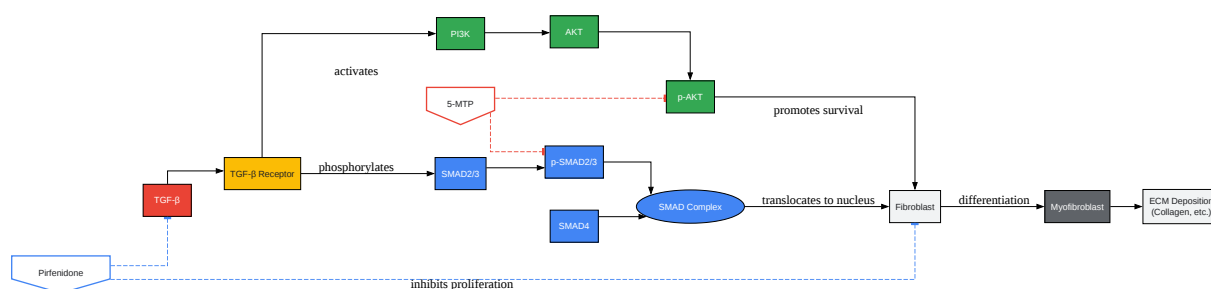 PI3K
AKT
activates
5-MTP
p-AKT
promotes survival
p-SMAD2/3
TGF-β Receptor
phosphorylates
SMAD2/3
TGF-β
SMAD4
SMAD Complex
translocates to nucleus
Fibroblast
differentiation
Myofibroblast
ECM Deposition
(Collagen, etc.)
Pirfenidone
inhibits proliferation